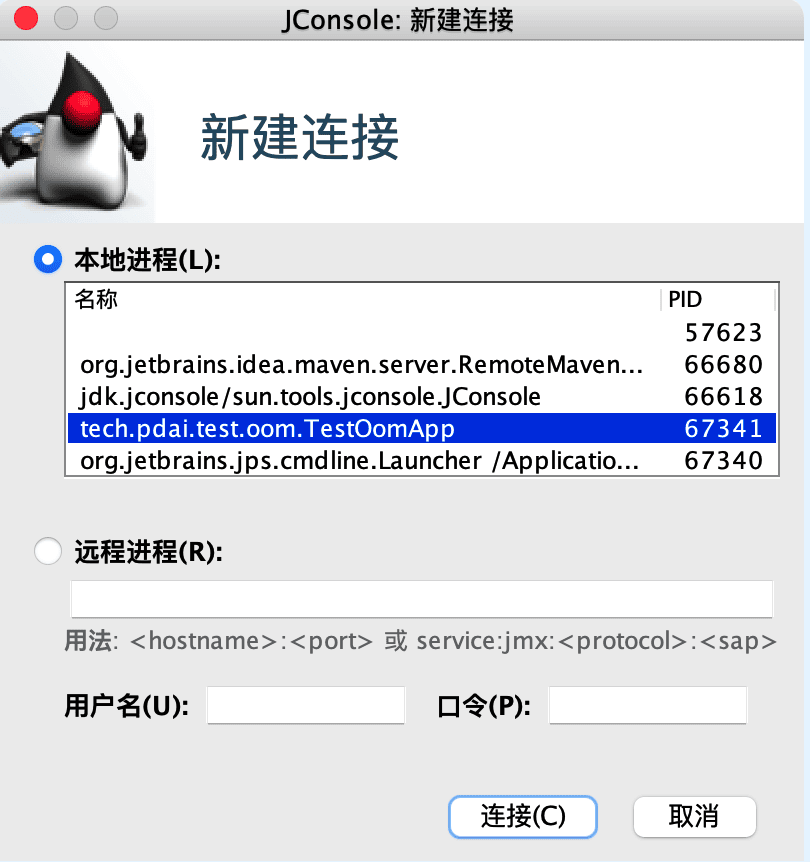 JConsole: 新建连接
新建连接
本地进程(L):
名称 PID
57623
org.jetbrains.idea.maven.server.RemoteMaven... 66680
jdk.jconsole/sun.tools.jconsole.JConsole 66618
tech.pdai.test.oom.TestOomApp 67341
org.jetbrains.jps.cmdline.Launcher /Applicatio... 67340
远程进程(R):
用法: <hostname>:<port> 或 service:jmx:<protocol>:<sap>
用户名(U): 口令(P):
连接(C) 取消